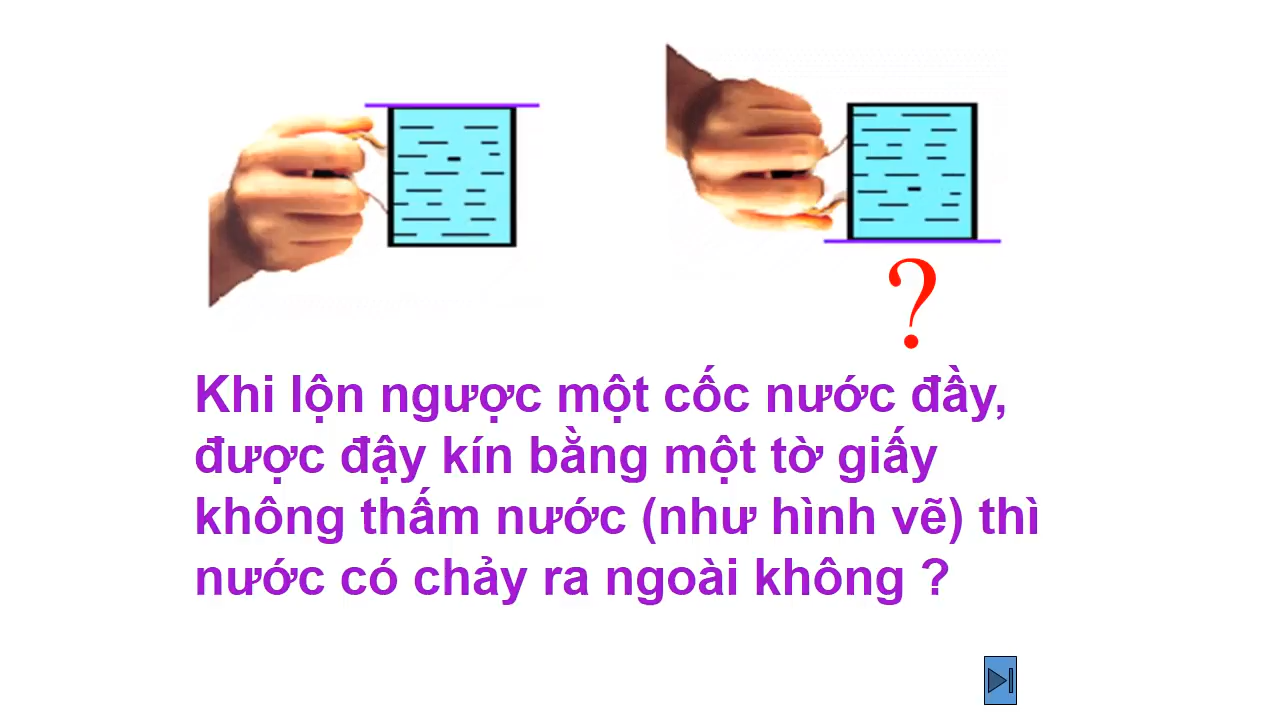 ?
Khi lộn ngược một cốc nước đầy,
được đậy kín bằng một tờ giấy
không thấm nước (như hình vẽ) thì
nước có chảy ra ngoài không ?